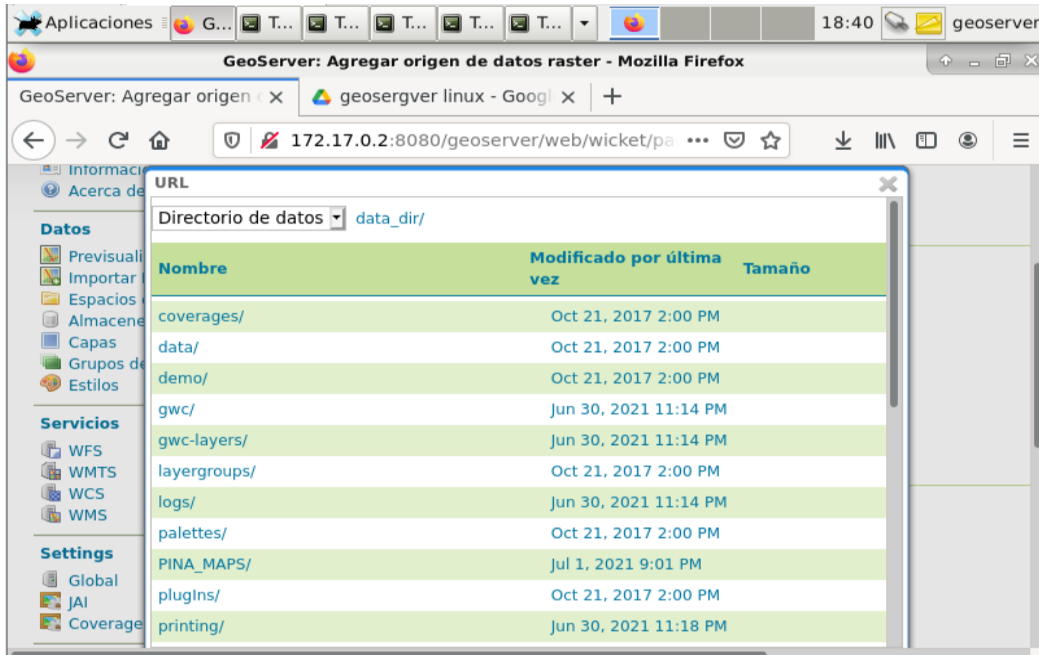 Aplicaciones G... T... T... T... T... T... 18:40 geoserver
GeoServer: Agregar origen de datos raster - Mozilla Firefox
GeoServer: Agregar origen geosergver linux - Googl
172.17.0.2:8080/geoserver/web/wicket/pa
Informaci
Acerca de
Datos
Previsuali
Importar
Espacios
Almacene
Capas
Grupos de
Estilos
Servicios
WFS
WMTS
WCS
WMS
Settings
Global
JAI
Coverage
URL
Directorio de datos data_dir/
Nombre Modificado por última vez Tamaño
coverages/ Oct 21, 2017 2:00 PM
data/ Oct 21, 2017 2:00 PM
demo/ Oct 21, 2017 2:00 PM
gwc/ Jun 30, 2021 11:14 PM
gwc-layers/ Jun 30, 2021 11:14 PM
layergroups/ Oct 21, 2017 2:00 PM
logs/ Jun 30, 2021 11:14 PM
palettes/ Oct 21, 2017 2:00 PM
PINA_MAPS/ Jul 1, 2021 9:01 PM
plugIns/ Oct 21, 2017 2:00 PM
printing/ Jun 30, 2021 11:18 PM